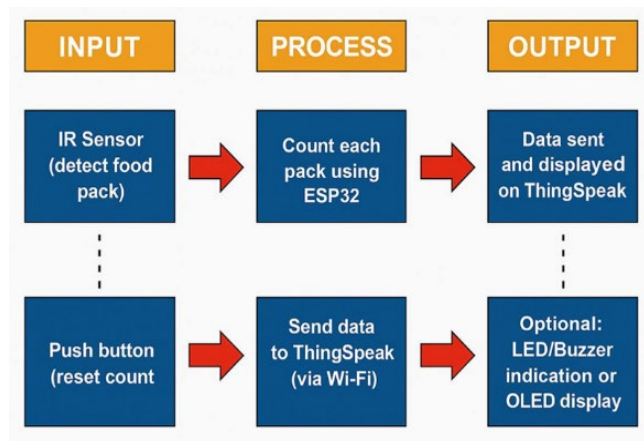 INPUT
PROCESS
OUTPUT
IR Sensor
(detect food
pack)
Count each
pack using
ESP32
Data sent
and displayed
on ThingSpeak
Push button
(reset count
Send data
to ThingSpeak
(via Wi-Fi)
Optional:
LED/Buzzer
indication or
OLED display